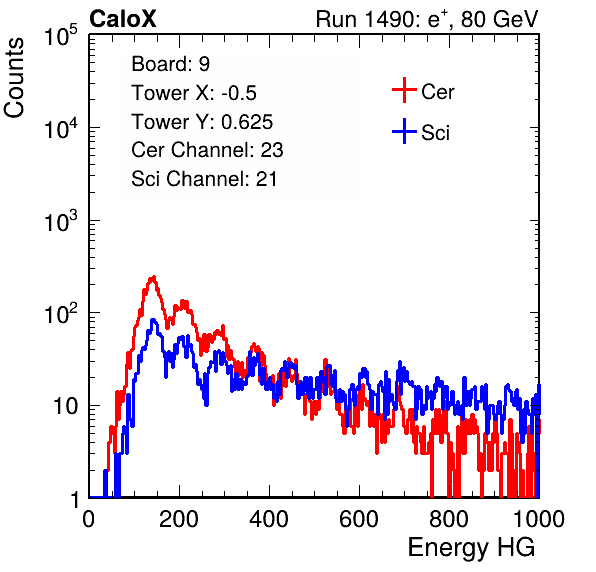 CaloX Run 1490: e⁺, 80 GeV
Counts
Board: 9
Tower X: -0.5
Tower Y: 0.625
Cer Channel: 23
Sci Channel: 21
Cer
Sci
10⁵
10⁴
10³
10²
10
1
0 200 400 600 800 1000
Energy HG